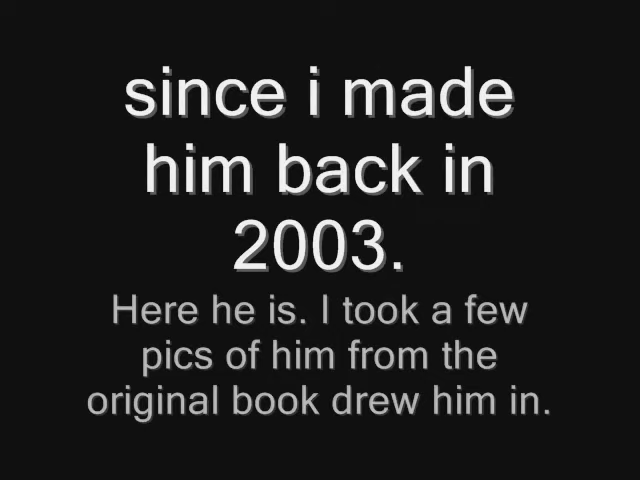 since i made
him back in
2003.
Here he is. I took a few
pics of him from the
original book drew him in.